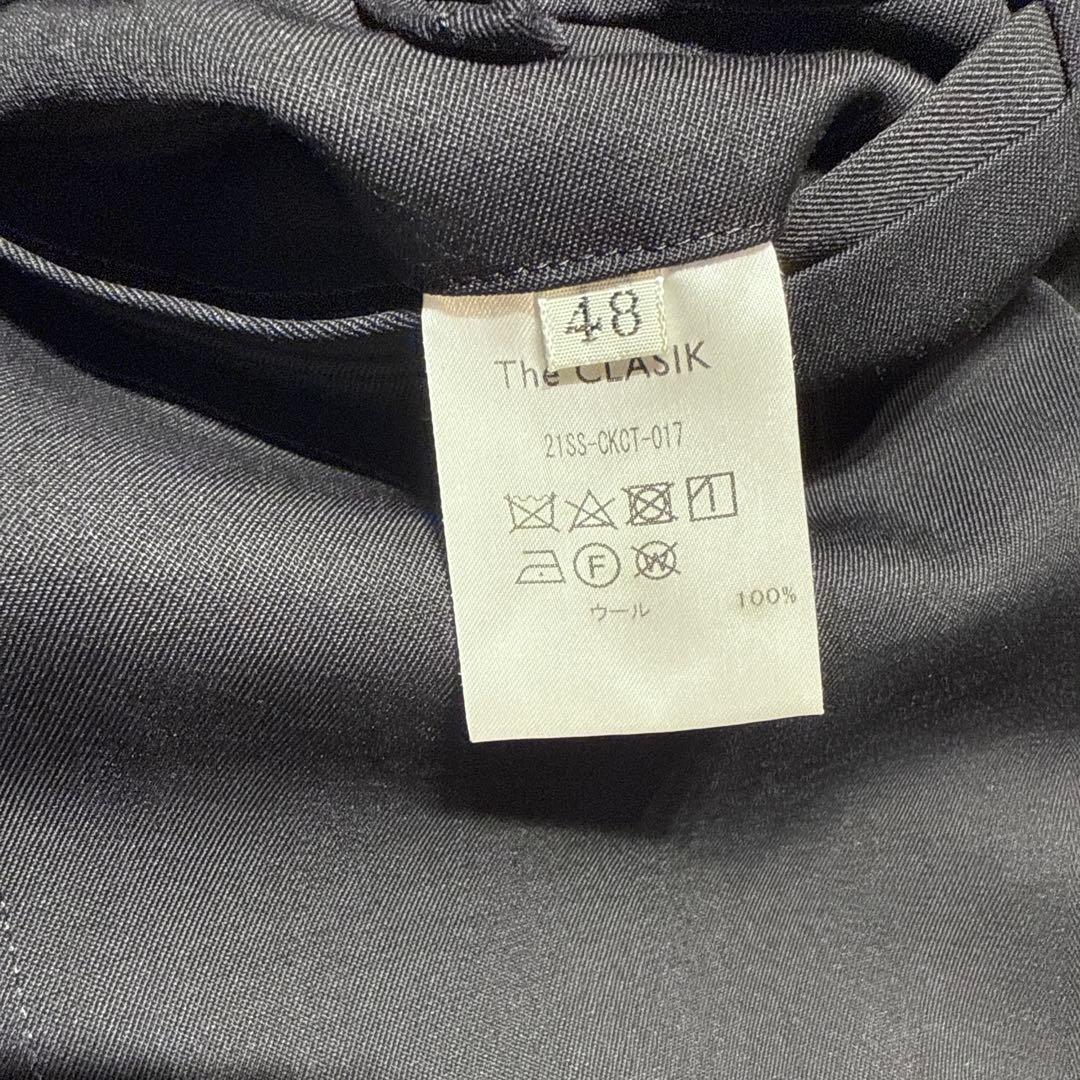 48
The CLASIK
21SS-CKCT-017
F W
ウール 100%